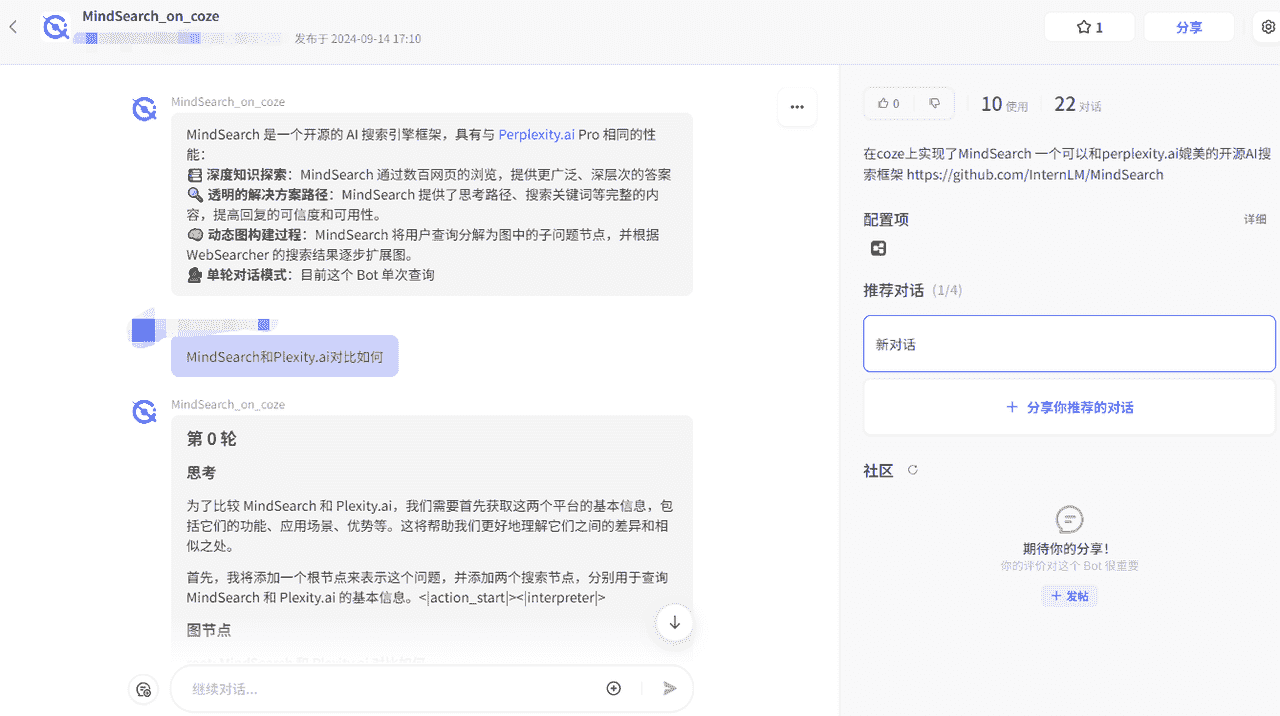 MindSearch_on_coze
发布于 2024-09-14 17:10
1
分享
MindSearch_on_coze
MindSearch 是一个开源的 AI 搜索引擎框架，具有与 Perplexity.ai Pro 相同的性
能：
深度知识探索：MindSearch 通过数百网页的浏览，提供更广泛、深层次的答案
透明的解决方案路径：MindSearch 提供了思考路径、搜索关键词等完整的内
容，提高回复的可信度和可用性。
动态图构建过程：MindSearch 将用户查询分解为图中的子问题节点，并根据
WebSearcher 的搜索结果逐步扩展图。
单轮对话模式：目前这个 Bot 单次查询
MindSearch和Plexity.ai对比如何
MindSearch_on_coze
第 0 轮
思考
为了比较 MindSearch 和 Plexity.ai，我们需要首先获取这两个平台的基本信息，包
括它们的功能、应用场景、优势等。这将帮助我们更好地理解它们之间的差异和相
似之处。
首先，我将添加一个根节点来表示这个问题，并添加两个搜索节点，分别用于查询
MindSearch 和 Plexity.ai 的基本信息。<|action_start|><|interpreter|>
图节点
继续对话...
0
10 使用
22 对话
在coze上实现了MindSearch 一个可以和perplexity.ai媲美的开源AI搜
索框架 https://github.com/InternLM/MindSearch
配置项
详细
推荐对话 (1/4)
新对话
+ 分享你推荐的对话
社区
期待你的分享！
你的评价对这个 Bot 很重要
+ 发帖